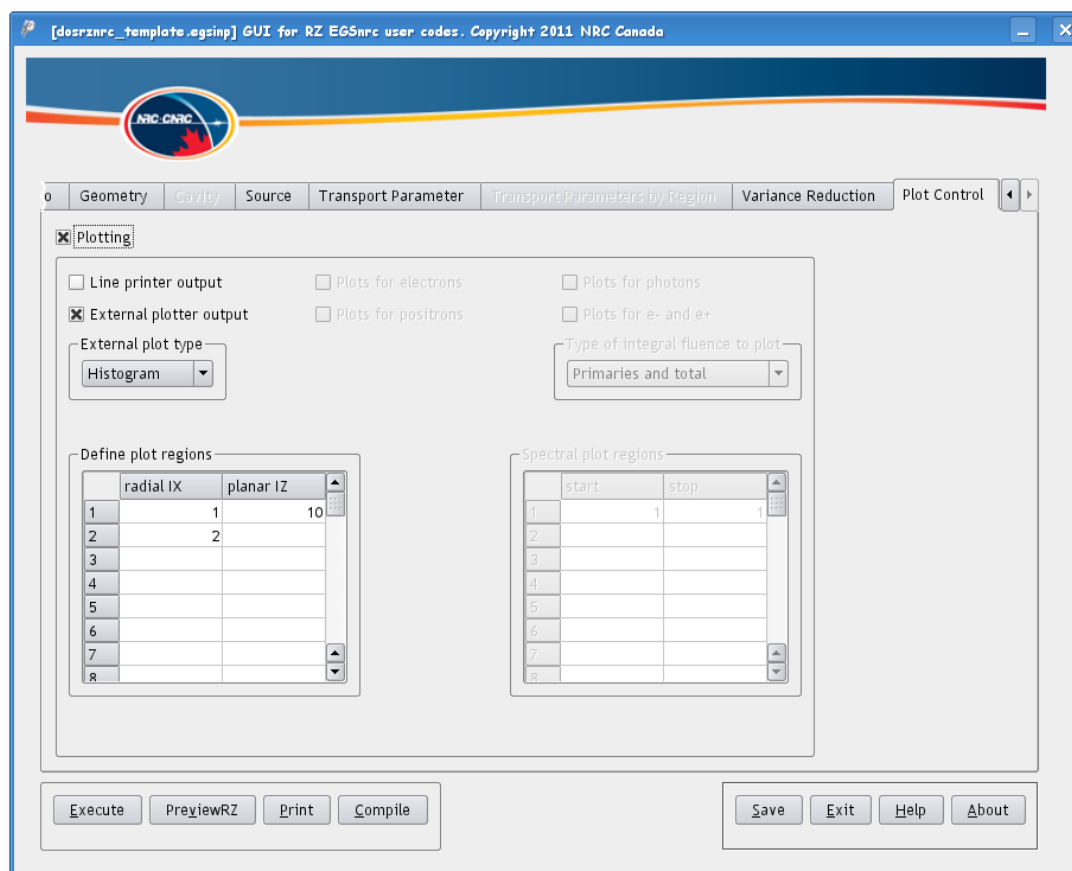 [dosrznrc_template.egsinp] GUI for RZ EGSnrc user codes. Copyright 2011 NRC Canada
NRC·CNRC
o Geometry Cavity Source Transport Parameter Transport Parameters by Region Variance Reduction Plot Control
Plotting
Line printer output Plots for electrons Plots for photons
External plotter output Plots for positrons Plots for e- and e+
External plot type Type of integral fluence to plot
Histogram Primaries and total
Define plot regions Spectral plot regions
radial IX planar IZ start stop
1 1 10 1 1 1
2 2 2
3 3
4 4
5 5
6 6
7 7
8 8
Execute PreviewRZ Print Compile Save Exit Help About